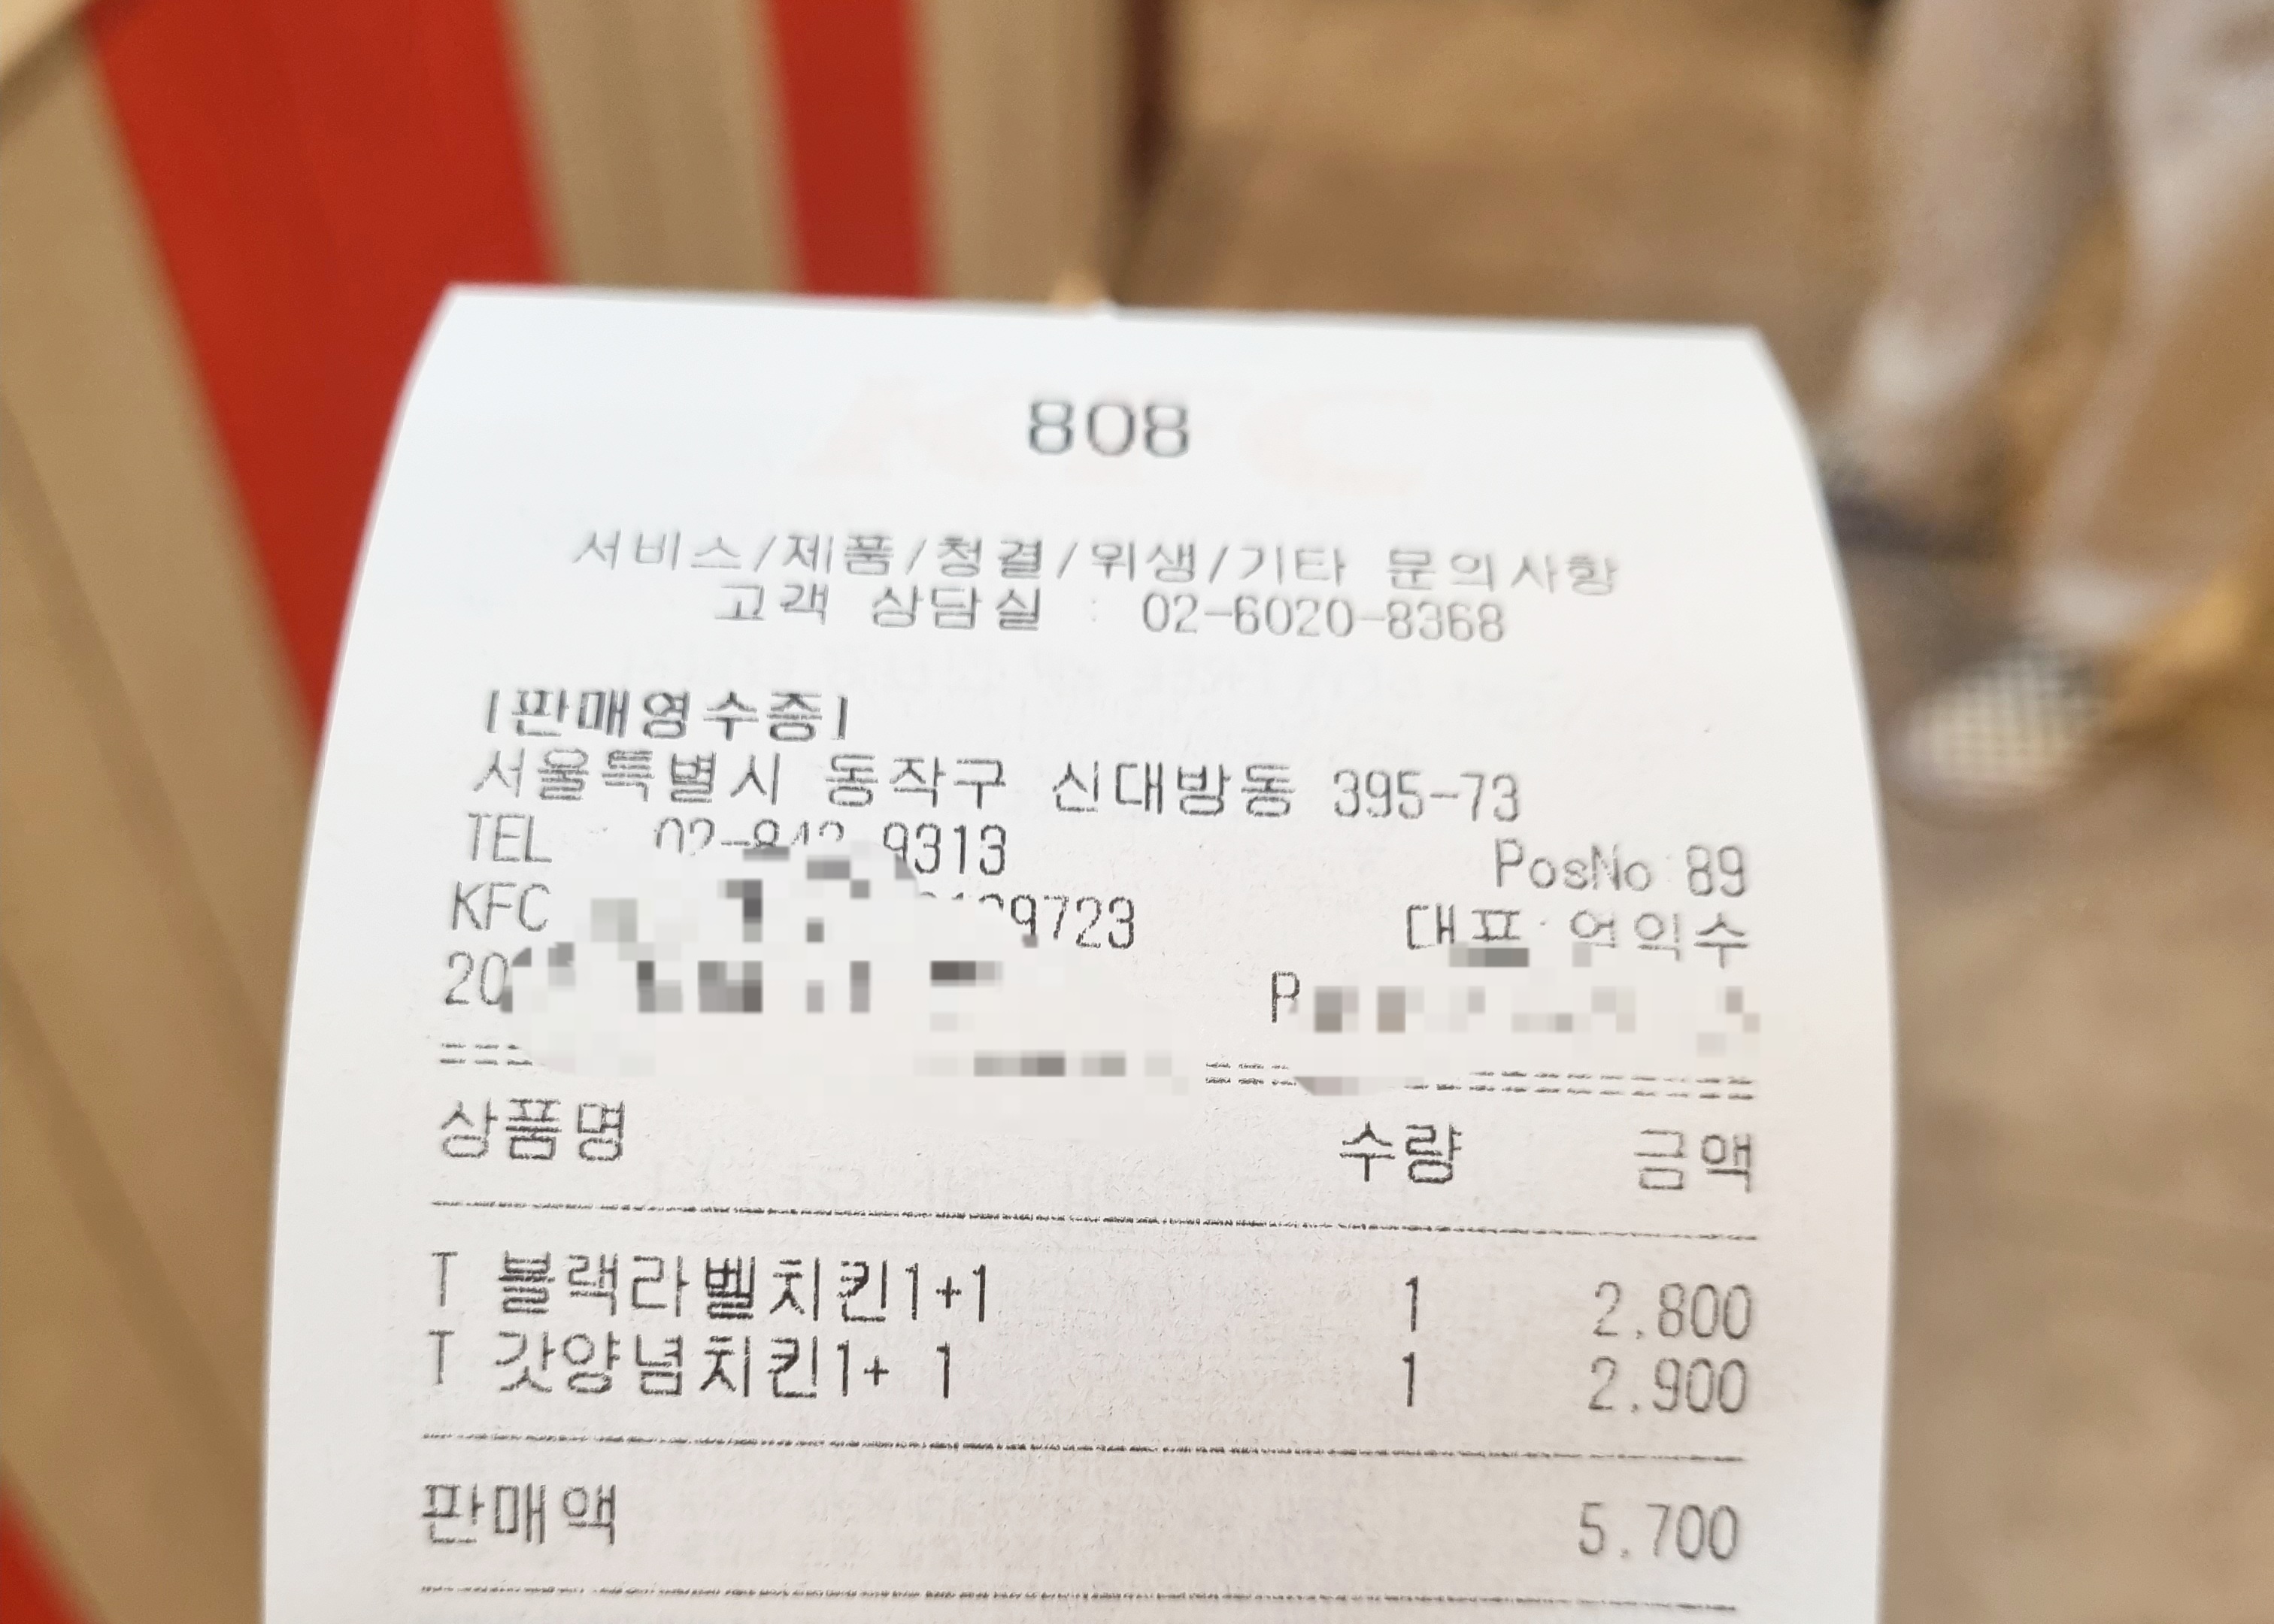 808
서비스/제품/청결/위생/기타 문의사항
고객 상담실 : 02-6020-8368
[판매영수증]
서울특별시 동작구 신대방동 395-73
TEL 9313 PosNo 89
KFC 9723 대표 엄익수
20 P
상품명 수량 금액
T 블랙라벨치킨1+1 1 2,800
T 갓양념치킨1+ 1 1 2,900
판매액 5,700